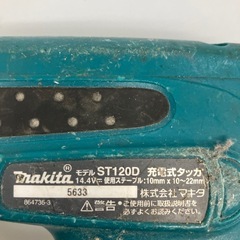 makita モデル ST120D 充電式タッカ
14.4V⎓ 使用ステープル:10mm x 10~22mm
5633
株式会社マキタ
864736-3
⚠警告 ご使用前に必ず取扱説明書をお読みください。